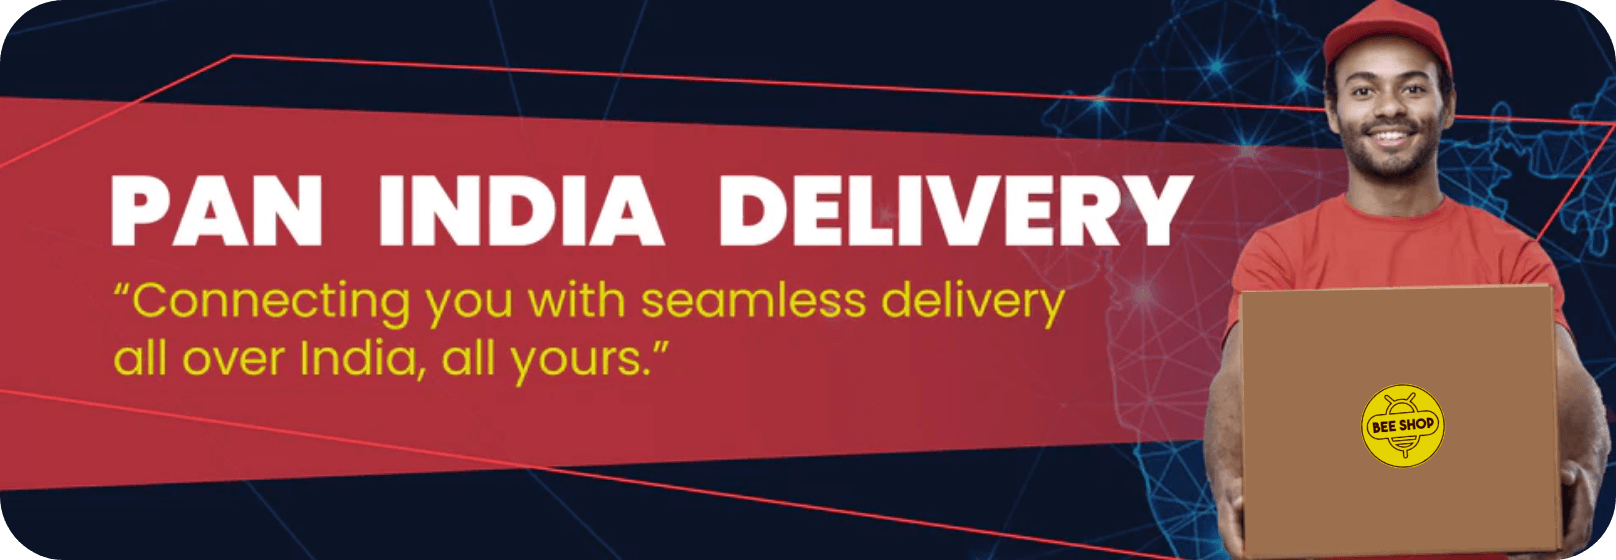 PAN INDIA DELIVERY
“Connecting you with seamless delivery
all over India, all yours.”
BEE SHOP